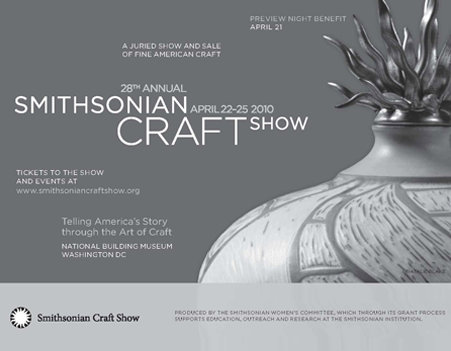 PREVIEW NIGHT BENEFIT
APRIL 21
A JURIED SHOW AND SALE
OF FINE AMERICAN CRAFT
28TH ANNUAL
SMITHSONIAN APRIL 22-25 2010
CRAFT SHOW
TICKETS TO THE SHOW
AND EVENTS AT
www.smithsoniancraftshow.org
Telling America's Story
through the Art of Craft
NATIONAL BUILDING MUSEUM
WASHINGTON DC
Smithsonian Craft Show
PRODUCED BY THE SMITHSONIAN WOMEN'S COMMITTEE, WHICH THROUGH ITS GRANT PROCESS
SUPPORTS EDUCATION, OUTREACH AND RESEARCH AT THE SMITHSONIAN INSTITUTION.